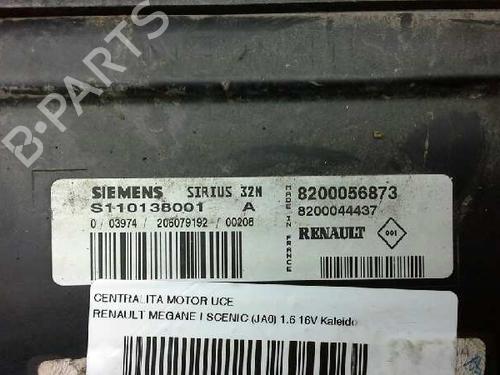 B-PARTS
SIEMENS SIRIUS 32N
S110138001 A
0 / 03974 / 206079192 / 00206
MADE IN FRANCE
8200056873
8200044437
RENAULT 001
CENTRALITA MOTOR UCE
RENAULT MEGANE I SCENIC (JA0) 1.6 16V Kaleido